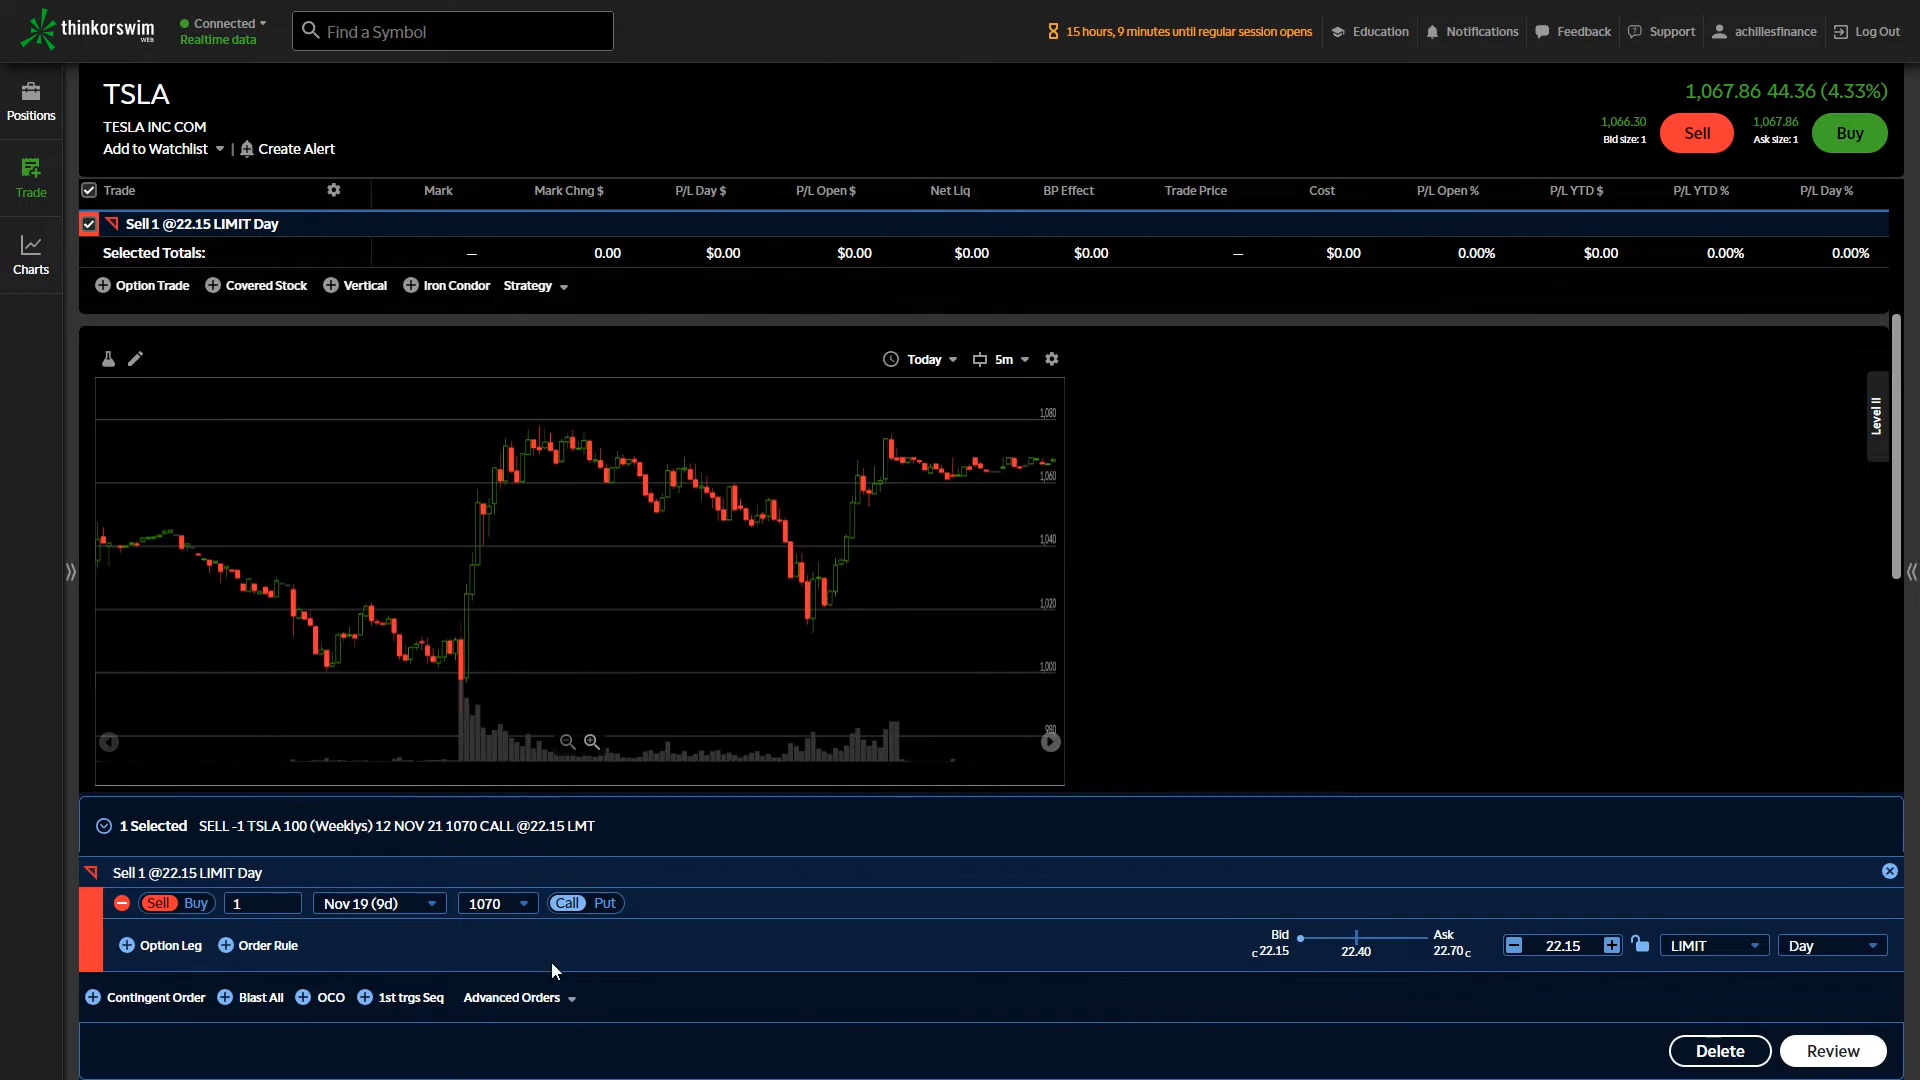 thinkorswim
WEB
Connected
Realtime data
Find a Symbol
15 hours, 9 minutes until regular session opens
Education
Notifications
Feedback
Support
achillesfinance
Log Out
Positions
Trade
Charts
TSLA
TESLA INC COM
Add to Watchlist | Create Alert
1,067.86 44.36 (4.33%)
1,066.30
Bid size: 1
Sell
1,067.86
Ask size: 1
Buy
Trade Mark Mark Chng $ P/L Day $ P/L Open $ Net Liq BP Effect Trade Price Cost P/L Open % P/L YTD $ P/L YTD % P/L Day %
Sell 1 @22.15 LIMIT Day
Selected Totals: — 0.00 $0.00 $0.00 $0.00 $0.00 — $0.00 0.00% $0.00 0.00% 0.00%
Option Trade Covered Stock Vertical Iron Condor Strategy
Today 5m
1,080
1,060
1,040
1,020
1,000
980
Level II
1 Selected SELL -1 TSLA 100 (Weeklys) 12 NOV 21 1070 CALL @22.15 LMT
Sell 1 @22.15 LIMIT Day
Sell Buy 1 Nov 19 (9d) 1070 Call Put
Option Leg Order Rule
Bid
c 22.15
22.40
Ask
22.70 c
22.15
LIMIT
Day
Contingent Order Blast All OCO 1st trgs Seq Advanced Orders
Delete
Review